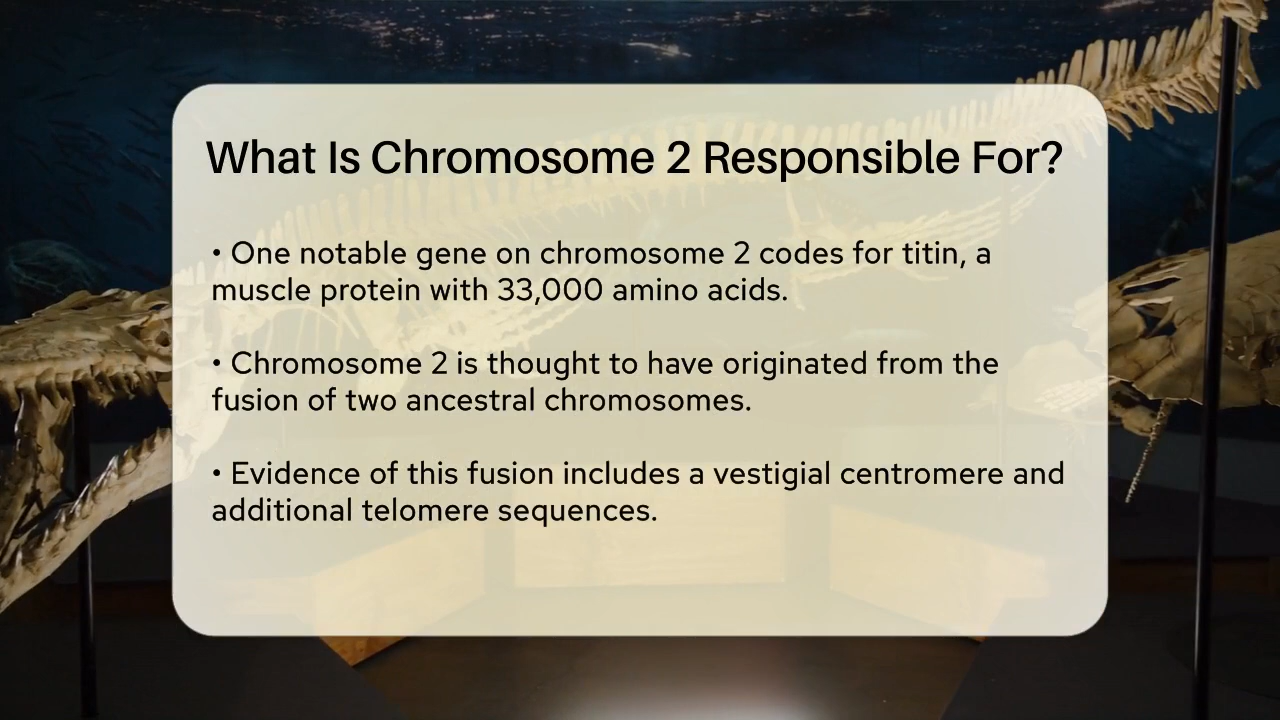 What Is Chromosome 2 Responsible For?
• One notable gene on chromosome 2 codes for titin, a
muscle protein with 33,000 amino acids.
• Chromosome 2 is thought to have originated from the
fusion of two ancestral chromosomes.
• Evidence of this fusion includes a vestigial centromere and
additional telomere sequences.